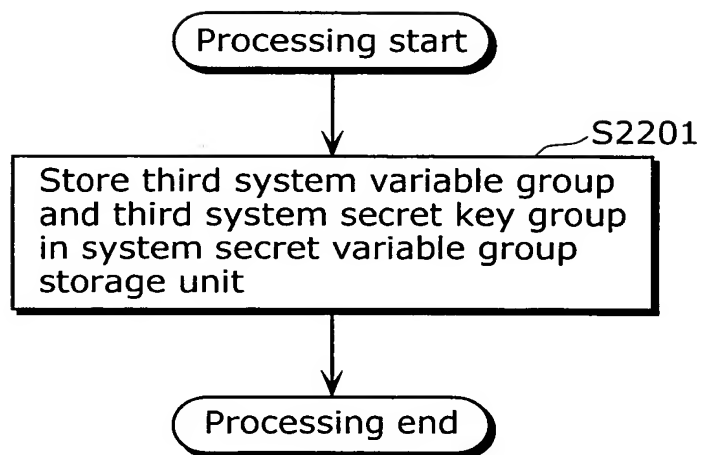 Processing start
S2201
Store third system variable group
and third system secret key group
in system secret variable group
storage unit
Processing end